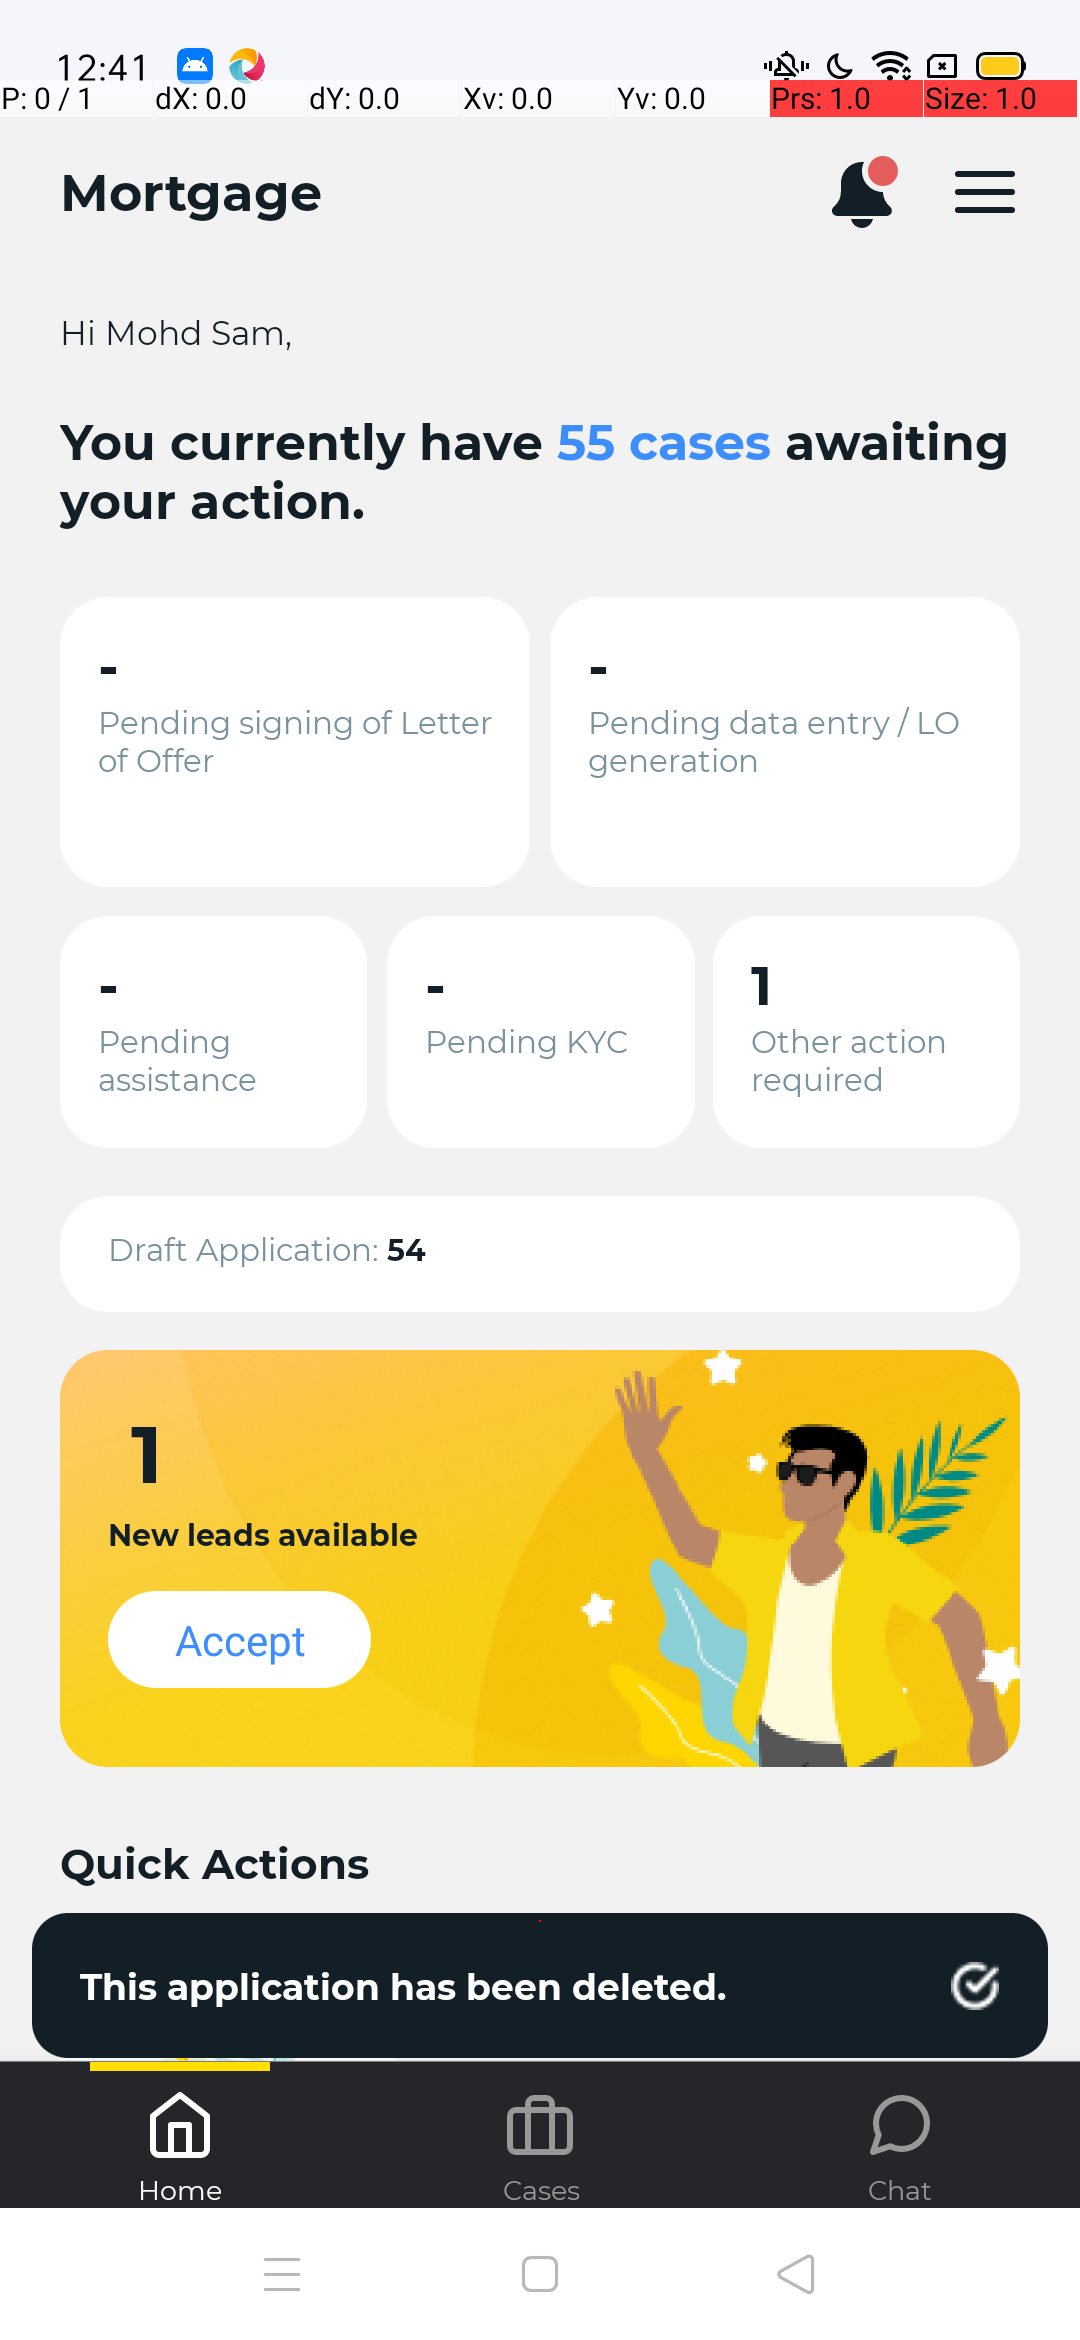 12:41
P: 0 / 1 dX: 0.0 dY: 0.0 Xv: 0.0 Yv: 0.0 Prs: 1.0 Size: 1.0
Mortgage
Hi Mohd Sam,
You currently have 55 cases awaiting
your action.
-
Pending signing of Letter
of Offer
-
Pending data entry / LO
generation
-
Pending
assistance
-
Pending KYC
1
Other action
required
Draft Application: 54
1
New leads available
Accept
Quick Actions
This application has been deleted.
Home
Cases
Chat